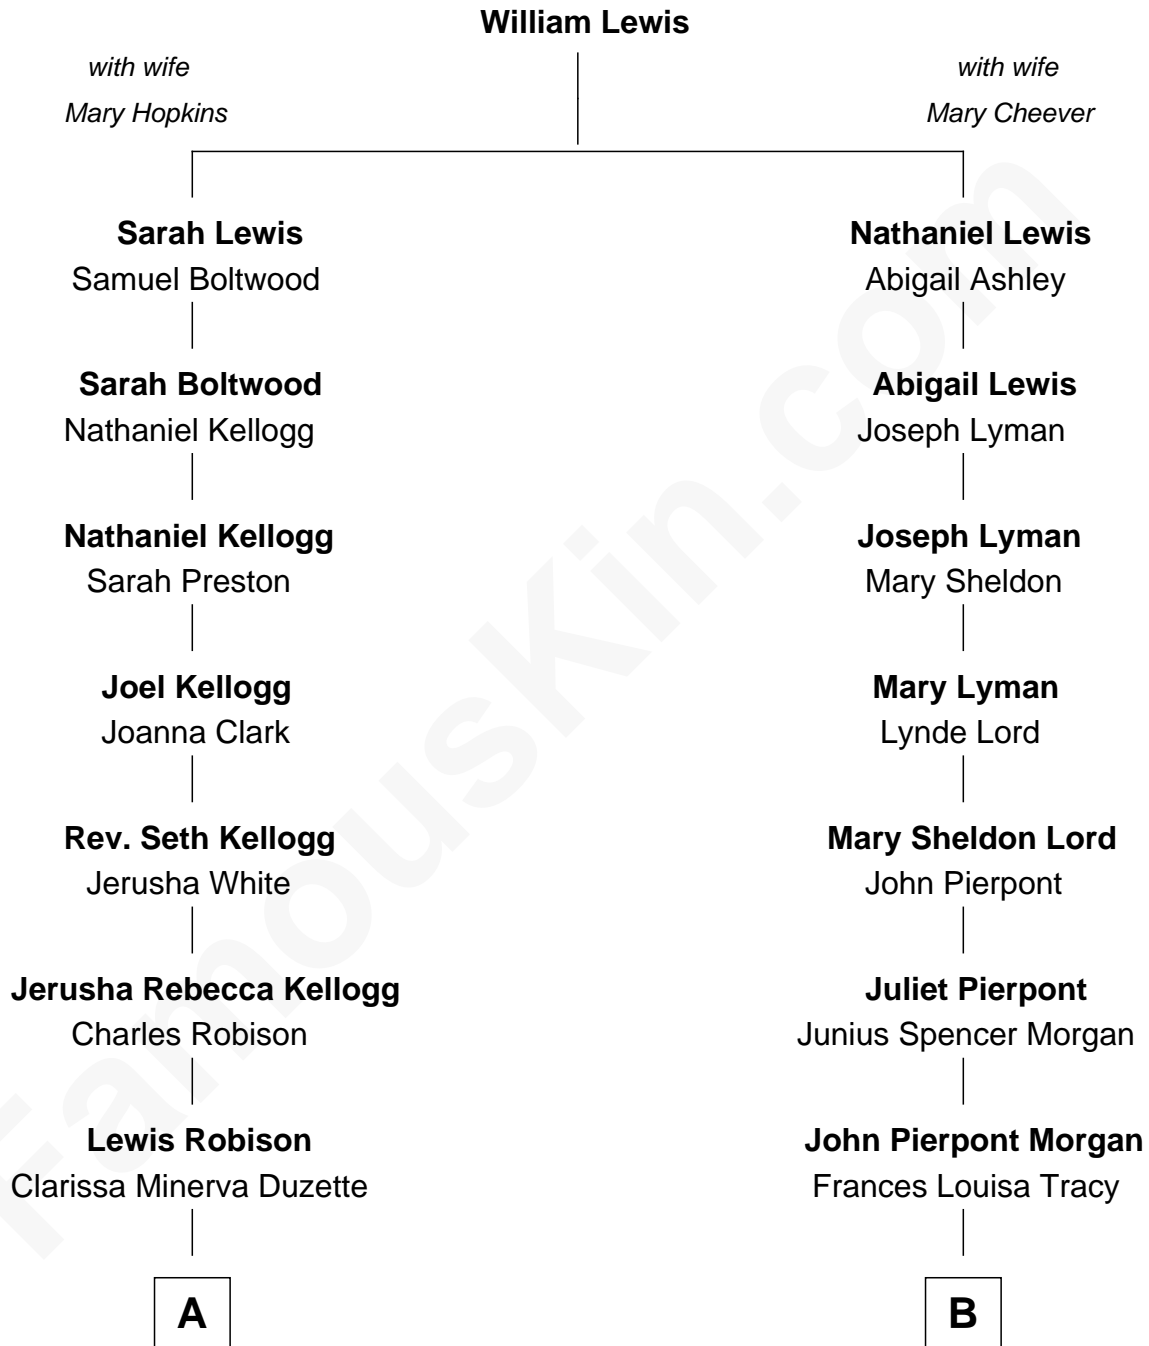 William Lewis
with wife
Mary Hopkins
with wife
Mary Cheever
Sarah Lewis
Samuel Boltwood
Nathaniel Lewis
Abigail Ashley
Sarah Boltwood
Nathaniel Kellogg
Abigail Lewis
Joseph Lyman
Nathaniel Kellogg
Sarah Preston
Joseph Lyman
Mary Sheldon
Joel Kellogg
Joanna Clark
Mary Lyman
Lynde Lord
Rev. Seth Kellogg
Jerusha White
Mary Sheldon Lord
John Pierpont
Jerusha Rebecca Kellogg
Charles Robison
Juliet Pierpont
Junius Spencer Morgan
Lewis Robison
Clarissa Minerva Duzette
John Pierpont Morgan
Frances Louisa Tracy
A
B
FamousKin.com